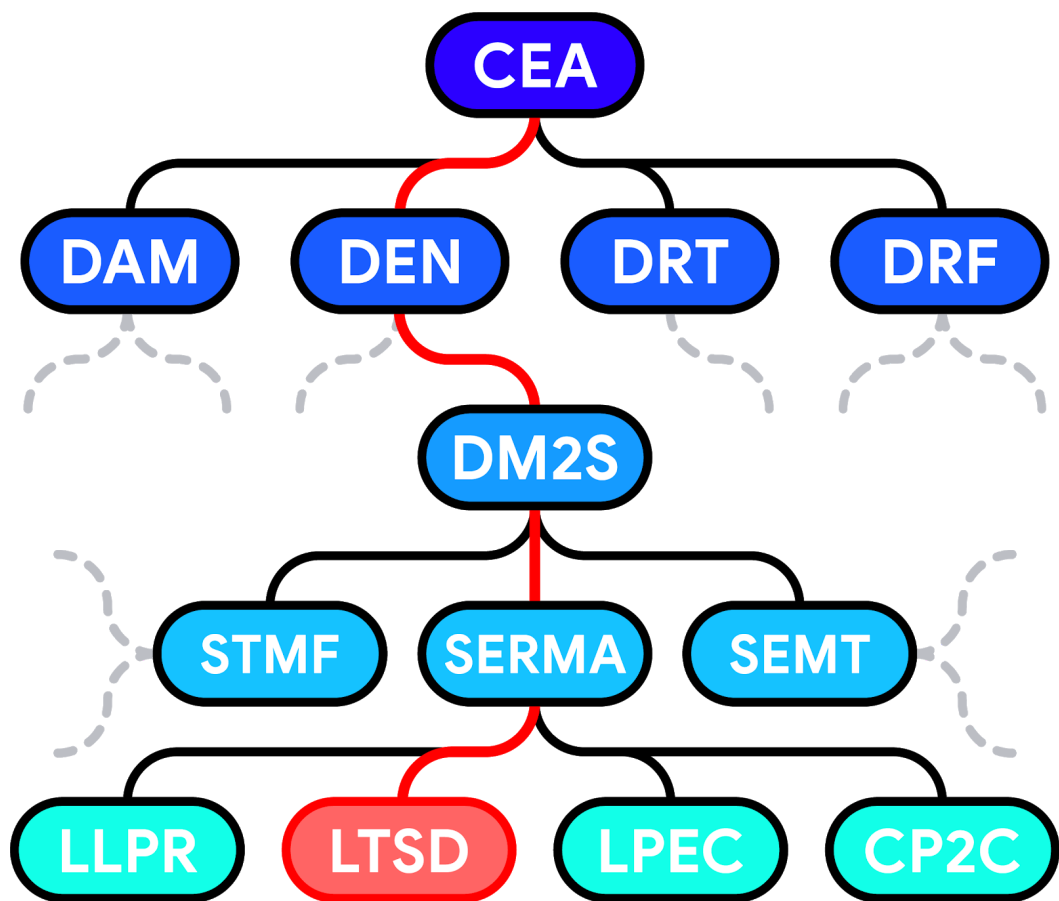 CEA
DAM DEN DRT DRF
DM2S
STMF SERMA SEMT
LLPR LTSD LPEC CP2C